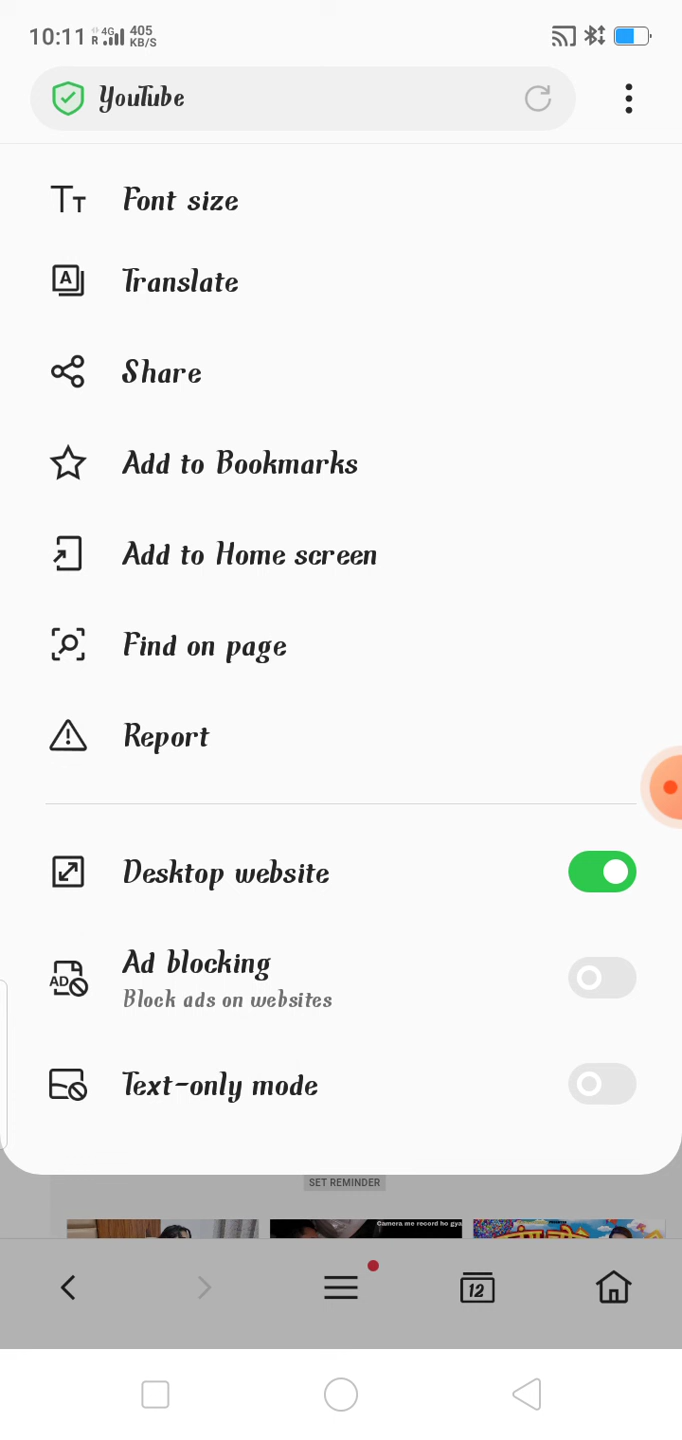 10:11 R 4G 405
KB/S
YouTube
Font size
Translate
Share
Add to Bookmarks
Add to Home screen
Find on page
Report
Desktop website
Ad blocking
AD
Block ads on websites
Text-only mode
SET REMINDER
Camera me record ho gya
12